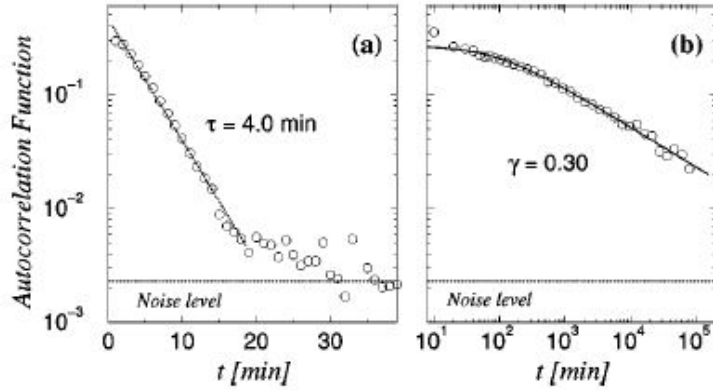 (a)
(b)
Autocorrelation Function
10⁻¹
10⁻²
10⁻³
τ = 4.0 min
γ = 0.30
Noise level
Noise level
0 10 20 30
10¹ 10² 10³ 10⁴ 10⁵
t [min]
t [min]